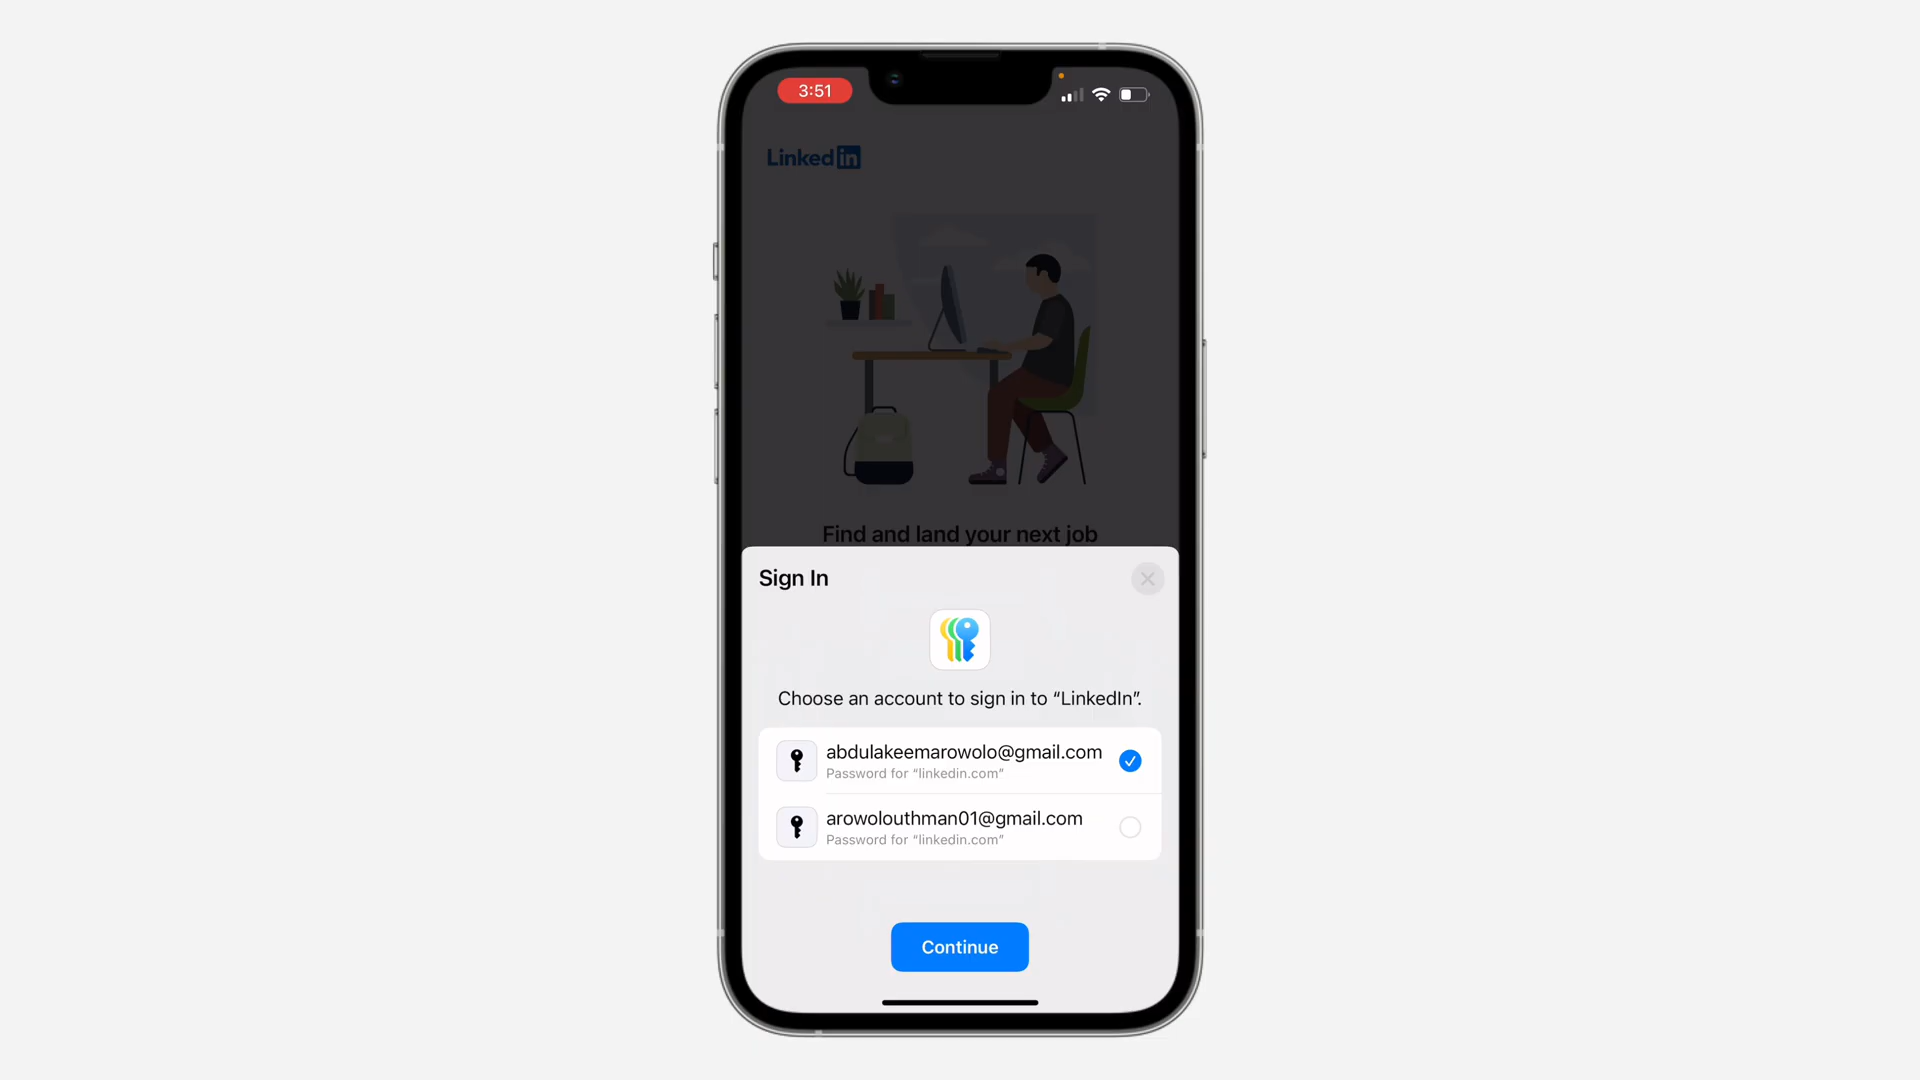 3:51
Linkedin
Find and land your next job
Sign In
Choose an account to sign in to “LinkedIn”.
abdulakeemarowolo@gmail.com
Password for “linkedin.com”
arowolouthman01@gmail.com
Password for “linkedin.com”
Continue